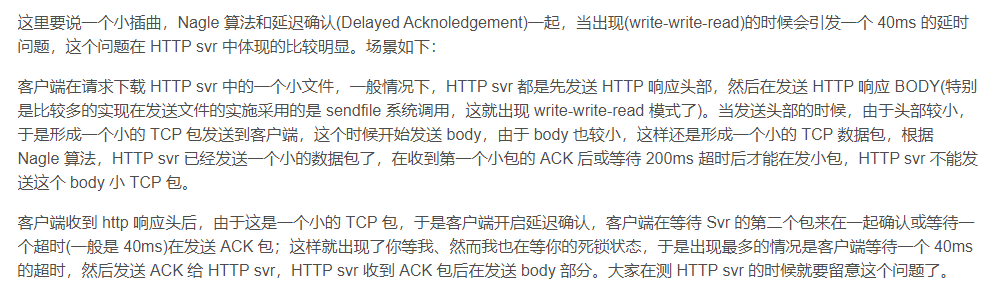 这里要说一个小插曲，Nagle 算法和延迟确认(Delayed Acknoledgement)一起，当出现(write-write-read)的时候会引发一个 40ms 的延时
问题，这个问题在 HTTP svr 中体现的比较明显。场景如下：
客户端在请求下载 HTTP svr 中的一个小文件，一般情况下，HTTP svr 都是先发送 HTTP 响应头部，然后在发送 HTTP 响应 BODY(特别
是比较多的实现在发送文件的实施采用的是 sendfile 系统调用，这就出现 write-write-read 模式了)。当发送头部的时候，由于头部较小，
于是形成一个小的 TCP 包发送到客户端，这个时候开始发送 body，由于 body 也较小，这样还是形成一个小的 TCP 数据包，根据
Nagle 算法，HTTP svr 已经发送一个小的数据包了，在收到第一个小包的 ACK 后或等待 200ms 超时后才能在发小包，HTTP svr 不能发
送这个 body 小 TCP 包。
客户端收到 http 响应头后，由于这是一个小的 TCP 包，于是客户端开启延迟确认，客户端在等待 Svr 的第二个包来在一起确认或等待一
个超时(一般是 40ms)在发送 ACK 包；这样就出现了你等我、然而我也在等你的死锁状态，于是出现最多的情况是客户端等待一个 40ms
的超时，然后发送 ACK 给 HTTP svr，HTTP svr 收到 ACK 包后在发送 body 部分。大家在测 HTTP svr 的时候就要留意这个问题了。